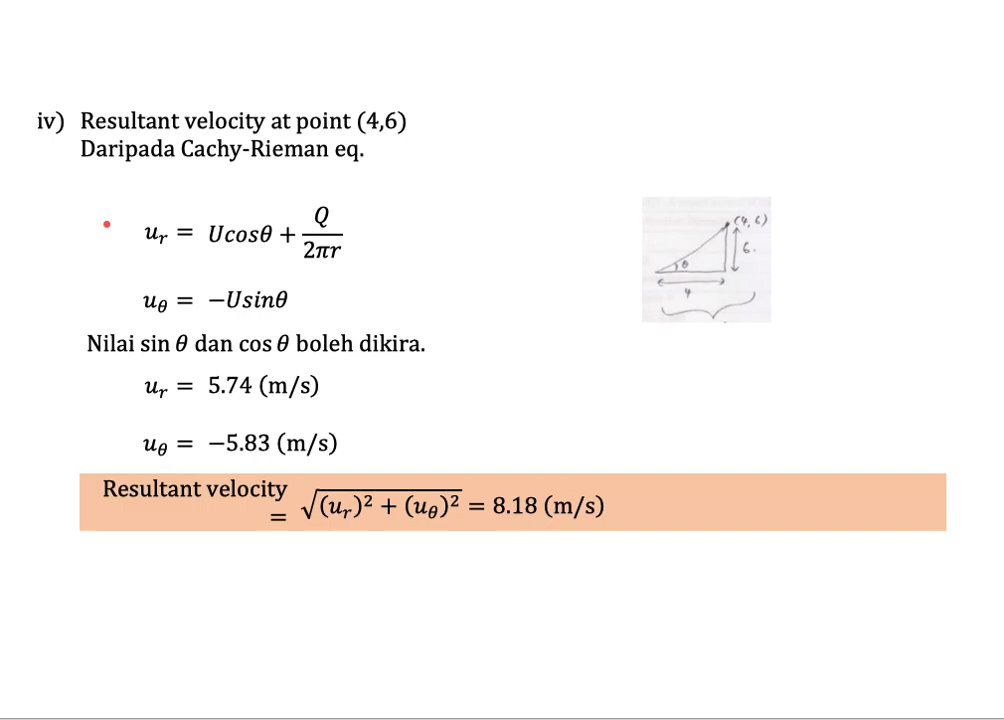 iv) Resultant velocity at point (4,6)
Daripada Cachy-Rieman eq.
u_r = Ucosθ + Q/2πr
(4, 6)
6.
θ
4
u_θ = −Usinθ
Nilai sin θ dan cos θ boleh dikira.
u_r = 5.74 (m/s)
u_θ = −5.83 (m/s)
Resultant velocity
= √(u_r)² + (u_θ)² = 8.18 (m/s)